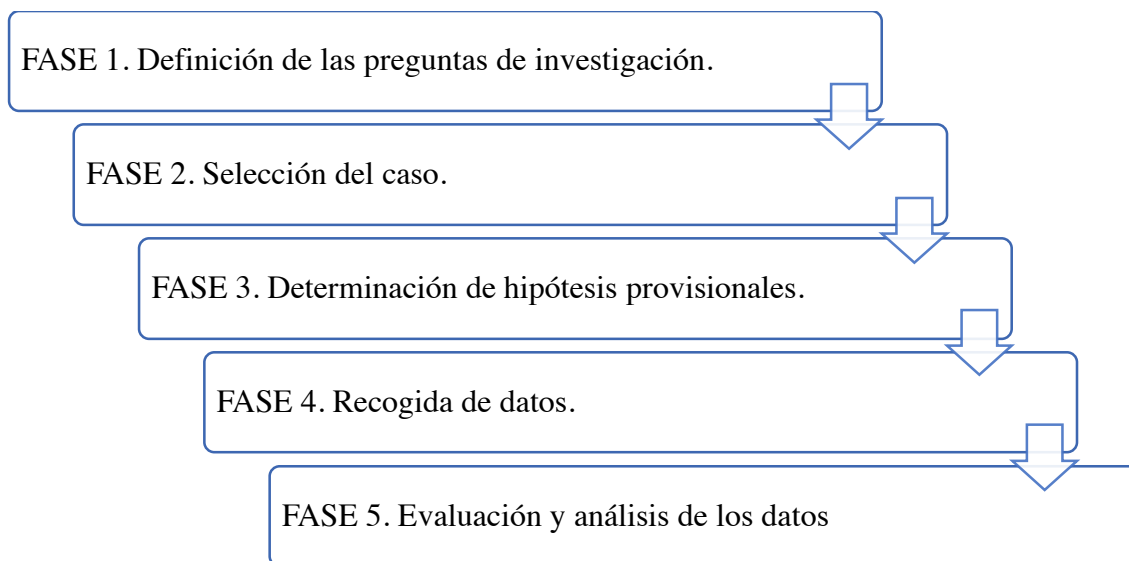 FASE 1. Definición de las preguntas de investigación.
FASE 2. Selección del caso.
FASE 3. Determinación de hipótesis provisionales.
FASE 4. Recogida de datos.
FASE 5. Evaluación y análisis de los datos